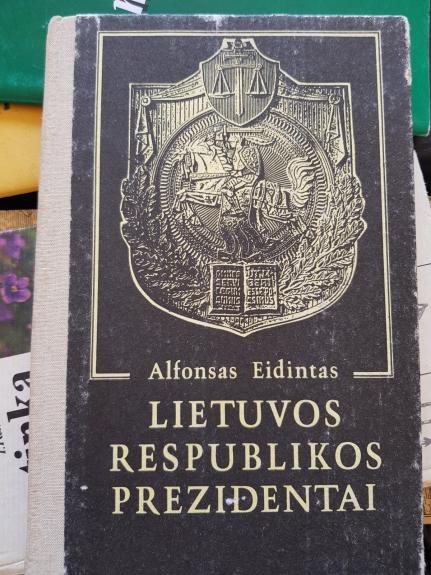 Alfonsas Eidintas
LIETUVOS
RESPUBLIKOS
PREZIDENTAI